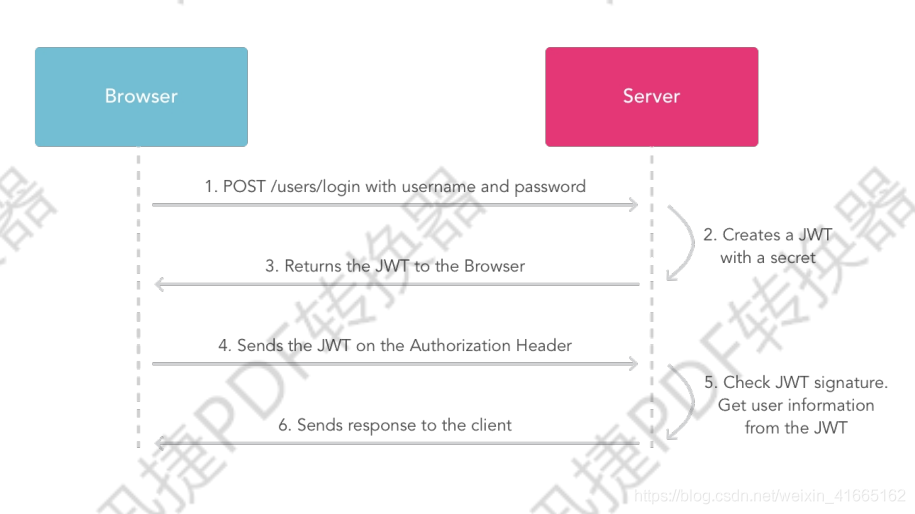 Browser
Server
1. POST /users/login with username and password
2. Creates a JWT
with a secret
3. Returns the JWT to the Browser
4. Sends the JWT on the Authorization Header
5. Check JWT signature.
Get user information
from the JWT
6. Sends response to the client
迅捷PDF转换器
迅捷PDF转换器
https://blog.csdn.net/weixin_41665162